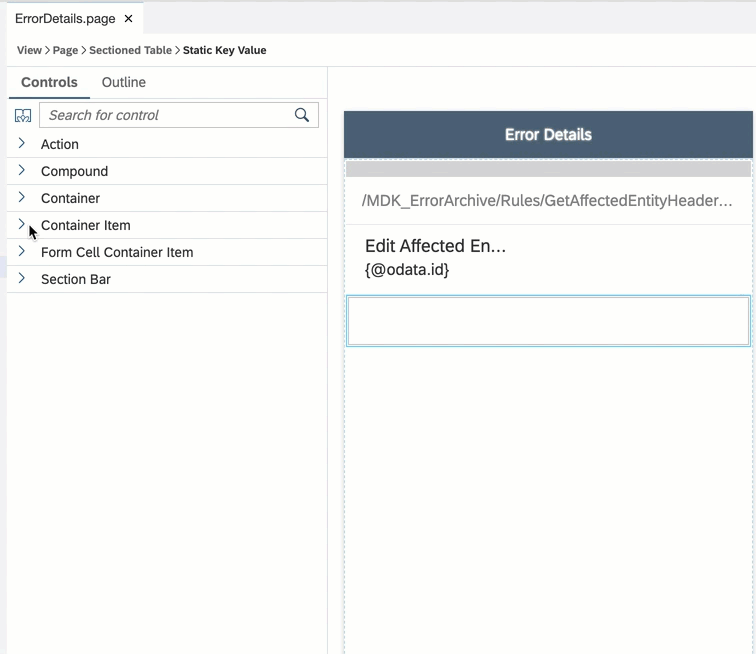 ErrorDetails.page ×
View > Page > Sectioned Table > Static Key Value
Controls Outline
Search for control
Action
Compound
Container
Container Item
Form Cell Container Item
Section Bar
Error Details
/MDK_ErrorArchive/Rules/GetAffectedEntityHeader...
Edit Affected En...
{@odata.id}